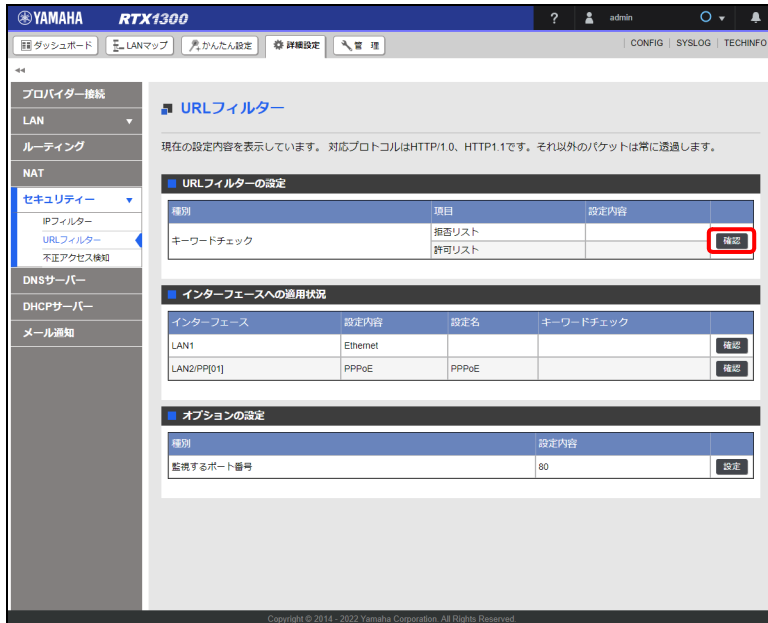 YAMAHA RTX1300 ? admin
ダッシュボード LANマップ かんたん設定 詳細設定 管 理 CONFIG SYSLOG TECHINFO
プロバイダー接続
LAN
ルーティング
NAT
セキュリティー
IPフィルター
URLフィルター
不正アクセス検知
DNSサーバー
DHCPサーバー
メール通知
URLフィルター
現在の設定内容を表示しています。 対応プロトコルはHTTP/1.0、HTTP1.1です。それ以外のパケットは常に透過します。
URLフィルターの設定
種別 項目 設定内容
キーワードチェック 拒否リスト 確認
許可リスト
インターフェースへの適用状況
インターフェース 設定内容 設定名 キーワードチェック
LAN1 Ethernet 確認
LAN2/PP[01] PPPoE PPPoE 確認
オプションの設定
種別 設定内容
監視するポート番号 80 設定
Copyright © 2014 - 2022 Yamaha Corporation. All Rights Reserved.